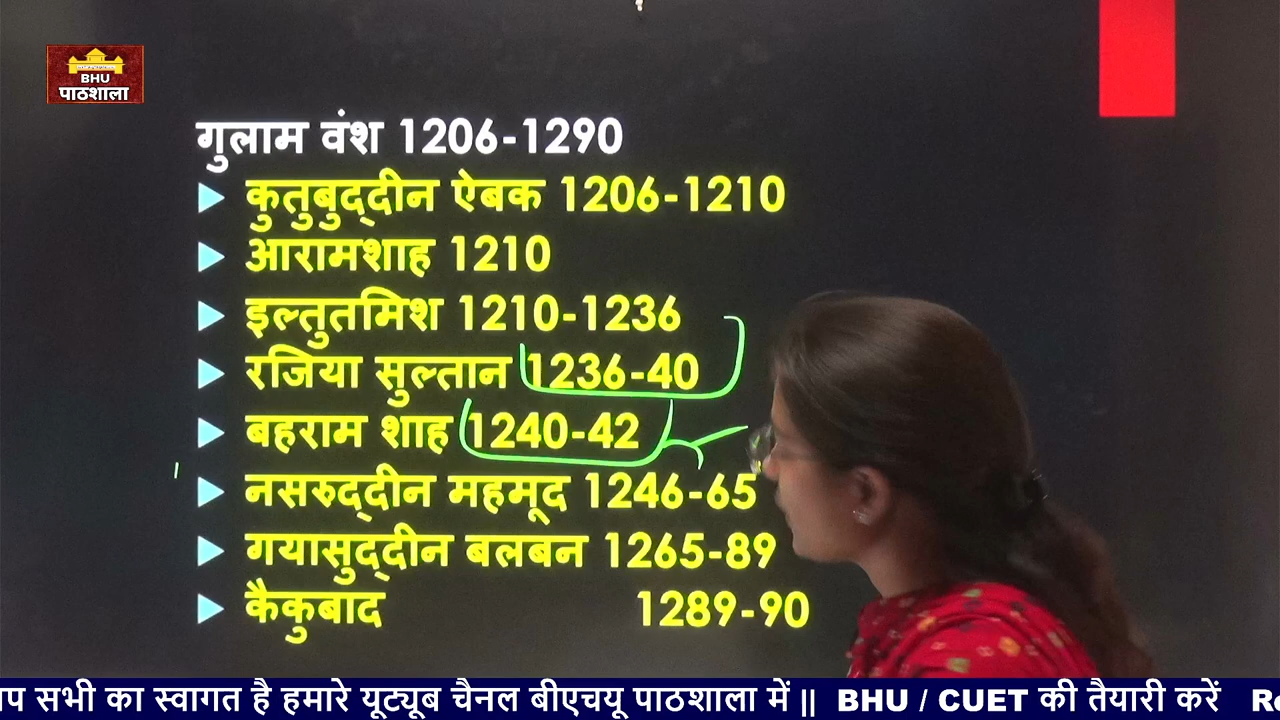 BHU
पाठशाला
गुलाम वंश 1206-1290
कुतुबुद्दीन ऐबक 1206-1210
आरामशाह 1210
इल्तुतमिश 1210-1236
रजिया सुल्तान 1236-40
बहराम शाह 1240-42
नसरुद्दीन महमूद 1246-65
गयासुद्दीन बलबन 1265-89
कैकुबाद 1289-90
सभी का स्वागत है हमारे यूट्यूब चैनल बीएचयू पाठशाला में || BHU / CUET की तैयारी करें